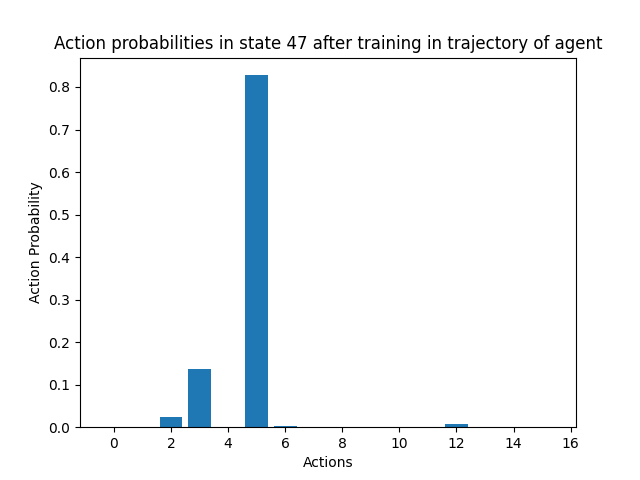 Action probabilities in state 47 after training in trajectory of agent
0.8
0.7
0.6
0.5
0.4
0.3
0.2
0.1
0.0
Action Probability
0 2 4 6 8 10 12 14 16
Actions